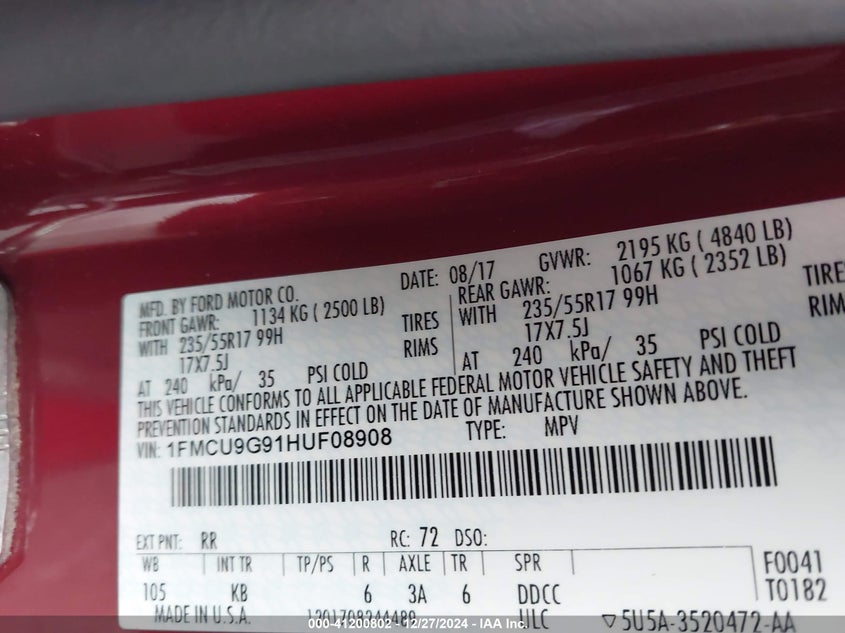 MFD. BY FORD MOTOR CO. DATE: 08/17 GVWR: 2195 KG ( 4840 LB)
FRONT GAWR: 1134 KG ( 2500 LB) REAR GAWR: 1067 KG ( 2352 LB)
WITH 235/55R17 99H TIRES WITH 235/55R17 99H TIRES
17X7.5J RIMS 17X7.5J RIMS
AT 240 kPa/ 35 PSI COLD AT 240 kPa/ 35 PSI COLD
THIS VEHICLE CONFORMS TO ALL APPLICABLE FEDERAL MOTOR VEHICLE SAFETY AND THEFT
PREVENTION STANDARDS IN EFFECT ON THE DATE OF MANUFACTURE SHOWN ABOVE.
VIN: 1FMCU9G91HUF08908 TYPE: MPV
EXT PNT: RR RC: 72 DSO:
WB INT TR TP/PS R AXLE TR SPR F0041
105 KB 6 3A 6 DDCC T0182
MADE IN U.S.A. ULC ▽5U5A-3520472-AA
000-41200802 - 12/27/2024 - IAA Inc.